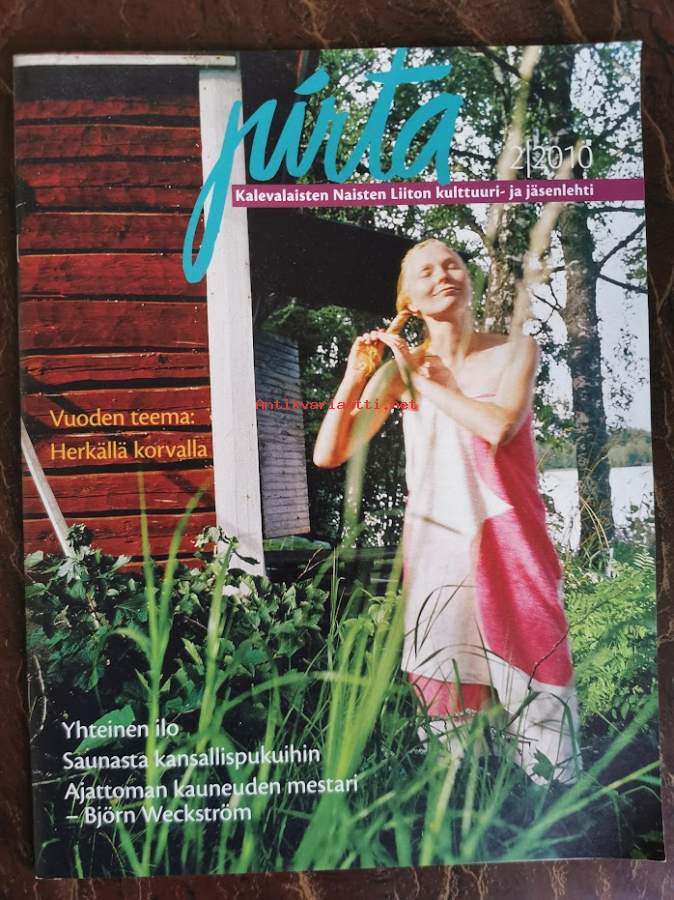 pirta
2|2010
Kalevalaisten Naisten Liiton kulttuuri- ja jäsenlehti
Antikvariaatti.net
Vuoden teema:
Herkällä korvalla
Yhteinen ilo
Saunasta kansallispukuihin
Ajattoman kauneuden mestari
– Björn Weckström